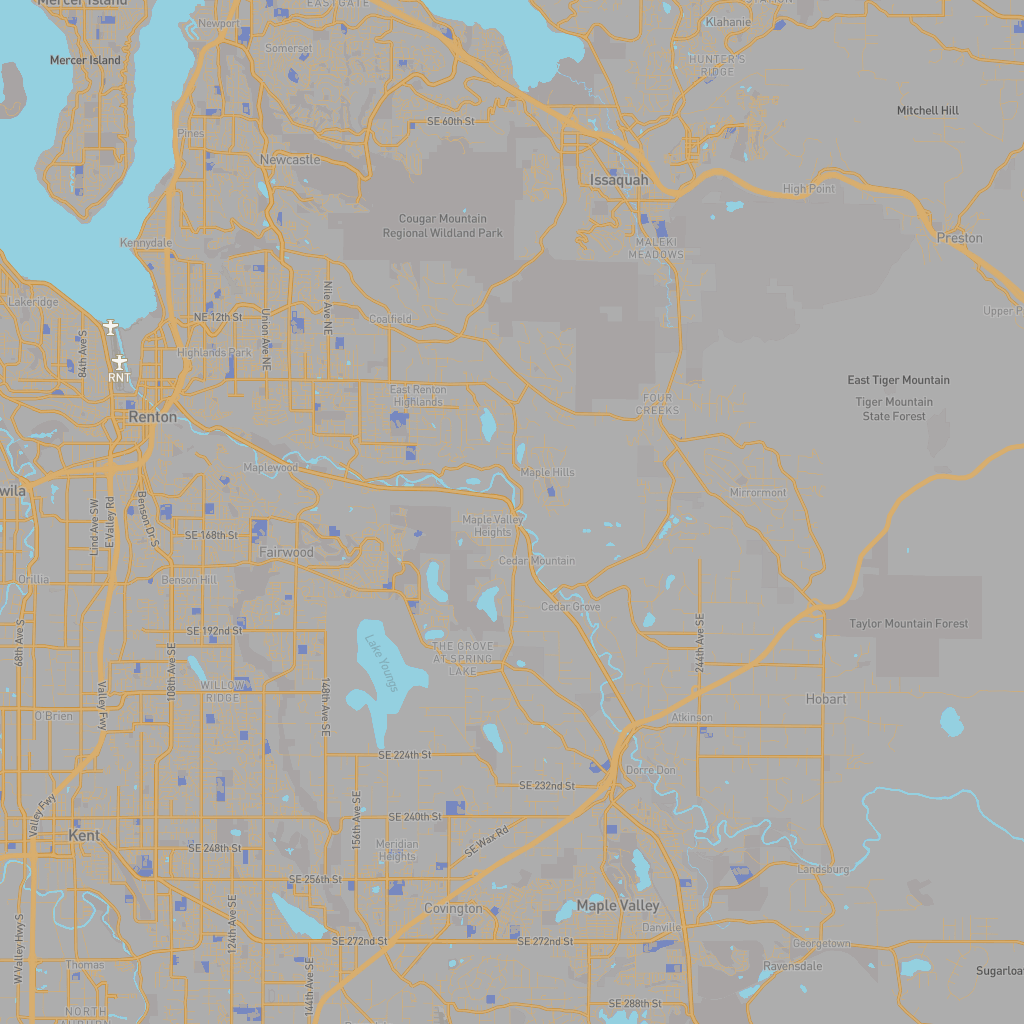 Mercer Island
EASTGATE
STATION
Newport
Klahanie
Somerset
Mercer Island
HUNTER'S
RIDGE
Mitchell Hill
SE 60th St
Pines
Newcastle
Issaquah
High Point
Cougar Mountain
Regional Wildland Park
Kennydale
MALEKI
MEADOWS
Preston
Lakeridge
Upper P
NE 12th St
Nile Ave NE
Coalfield
84th Ave S
Union Ave NE
Highlands Park
RNT
East Renton
Highlands
East Tiger Mountain
Tiger Mountain
State Forest
FOUR
CREEKS
Renton
Maplewood
Maple Hills
wila
Mirrormont
Lind Ave SW
E Valley Rd
Benson Dr S
Maple Valley
Heights
SE 168th St
Fairwood
Cedar Mountain
Orillia
Benson Hill
Cedar Grove
68th Ave S
SE 192nd St
244th Ave SE
Taylor Mountain Forest
Lake Youngs
THE GROVE
AT SPRING
LAKE
108th Ave SE
WILLOW
RIDGE
148th Ave SE
Valley Fwy
Hobart
O'Brien
Atkinson
SE 224th St
Dorre Don
SE 232nd St
Valley Fwy
156th Ave SE
SE 240th St
Kent
SE Wax Rd
SE 248th St
Meridian
Heights
Landsburg
SE 256th St
124th Ave SE
Covington
Maple Valley
W Valley Hwy S
Danville
SE 272nd St
SE 272nd St
Georgetown
Thomas
144th Ave SE
Ravensdale
Sugarloa
SE 288th St
NORTH
AUBURN